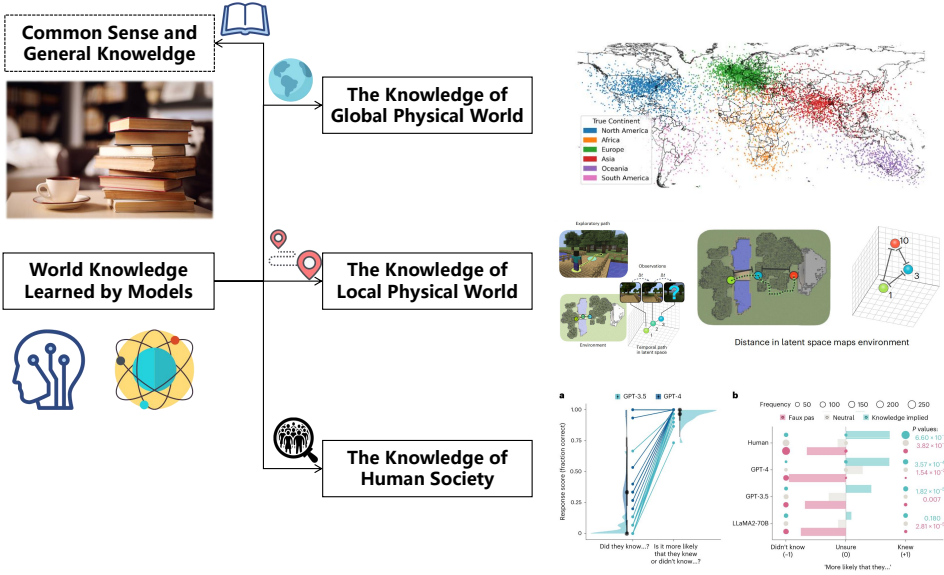 Common Sense and
General Knoweldge
The Knowledge of
Global Physical World
True Continent
North America
Africa
Europe
Asia
Oceania
South America
World Knowledge
Learned by Models
The Knowledge of
Local Physical World
Exploratory path
Observations
Δt
Δt
?
Environment
1
2
3
Temporal path
in latent space
10
3
1
Distance in latent space maps environment
The Knowledge of
Human Society
a
GPT-3.5
GPT-4
Response score (fraction correct)
100
0.75
0.50
0.25
0
Did they know...?
Is it more likely
that they knew
or didn't know...?
b
Frequency 50 100 150 200 250
Faux pas Neutral Knowledge implied
P values:
Human
GPT-4
GPT-3.5
0.007
LLaMA2-70B
0.180
Didn't know
(-1)
Unsure
(0)
Knew
(+1)
'More likely that they...'